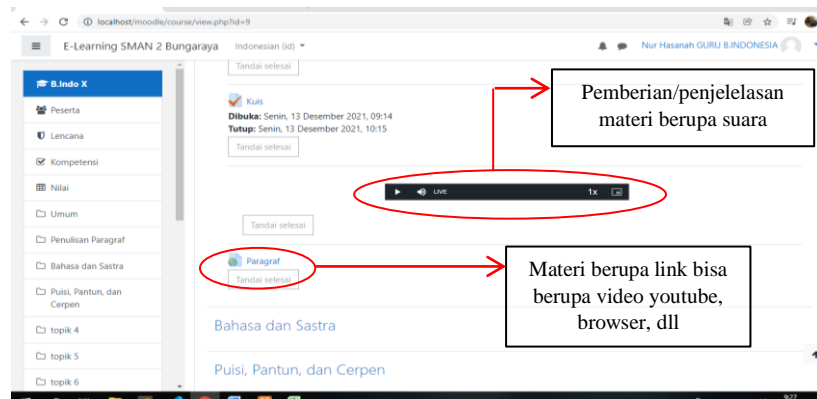 localhost/moodle/course/view.php?id=9
E-Learning SMAN 2 Bungaraya
Indonesian (id)
Nur Hasanah GURU B.INDONESIA
B.Indo X
Peserta
Lencana
Kompetensi
Nilai
Umum
Penulisan Paragraf
Bahasa dan Sastra
Puisi, Pantun, dan
Cerpen
topik 4
topik 5
topik 6
Tandai selesai
Kuis
Dibuka: Senin, 13 Desember 2021, 09:14
Tutup: Senin, 13 Desember 2021, 10:15
Tandai selesai
LIVE
1x
Tandai selesai
Paragraf
Tandai selesai
Bahasa dan Sastra
Puisi, Pantun, dan Cerpen
Pemberian/penjelelasan
materi berupa suara
Materi berupa link bisa
berupa video youtube,
browser, dll
9:27